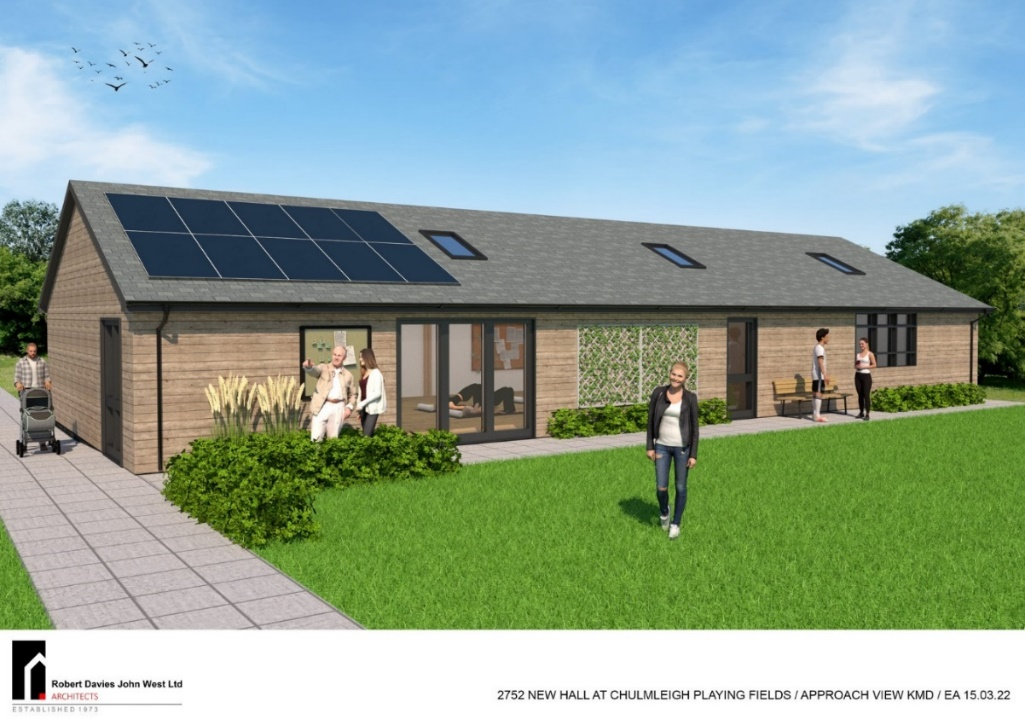 Robert Davies John West Ltd
ARCHITECTS
ESTABLISHED 1973
2752 NEW HALL AT CHULMLEIGH PLAYING FIELDS / APPROACH VIEW KMD / EA 15.03.22